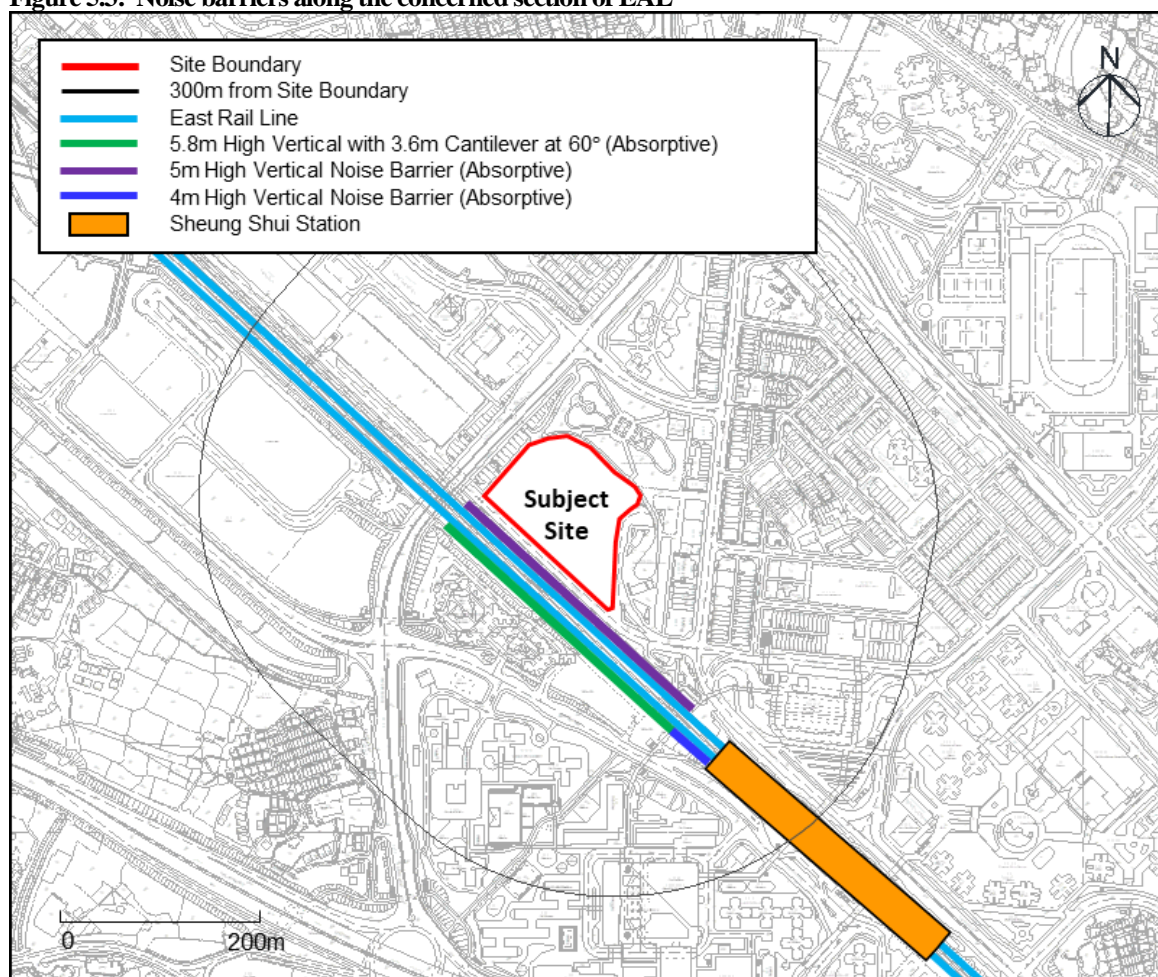 Figure 5.5: Noise barriers along the concerned section of EAL
Site Boundary
300m from Site Boundary
East Rail Line
5.8m High Vertical with 3.6m Cantilever at 60° (Absorptive)
5m High Vertical Noise Barrier (Absorptive)
4m High Vertical Noise Barrier (Absorptive)
Sheung Shui Station
N
Subject
Site
0
200m